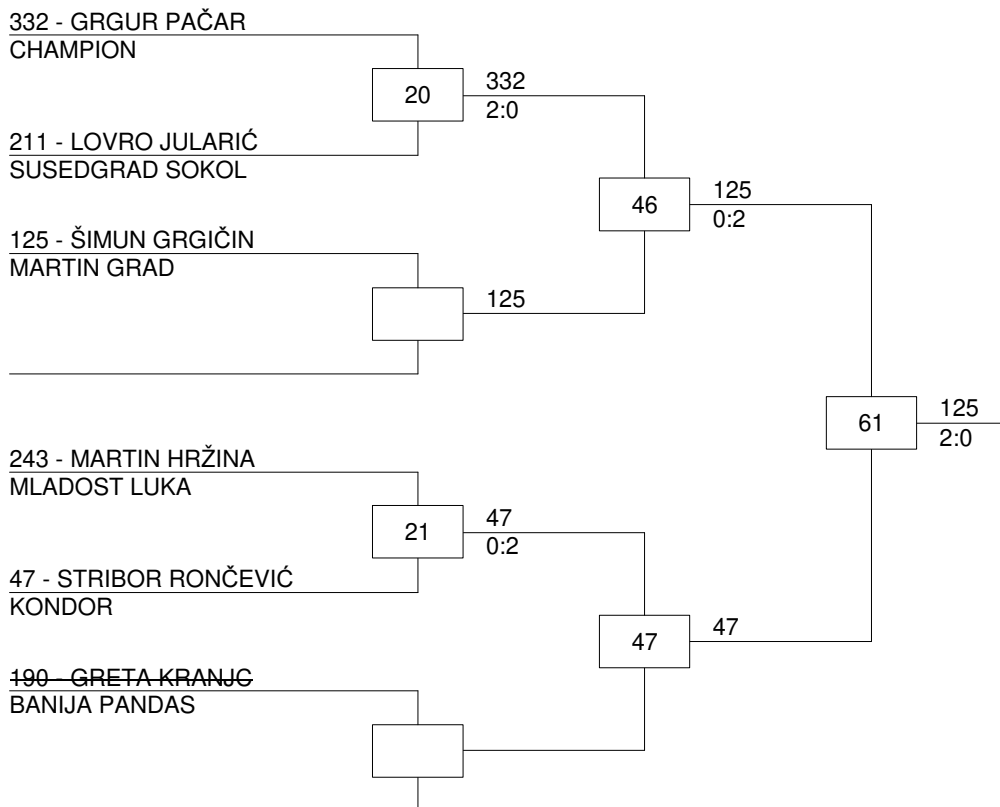 332 - GRGUR PAČAR
CHAMPION
20
332
2:0
211 - LOVRO JULARIĆ
SUSEDGRAD SOKOL
46
125
0:2
125 - ŠIMUN GRGIČIN
MARTIN GRAD
125
61
125
2:0
243 - MARTIN HRŽINA
MLADOST LUKA
21
47
0:2
47 - STRIBOR RONČEVIĆ
KONDOR
47
47
190 - GRETA KRANJC
BANIJA PANDAS